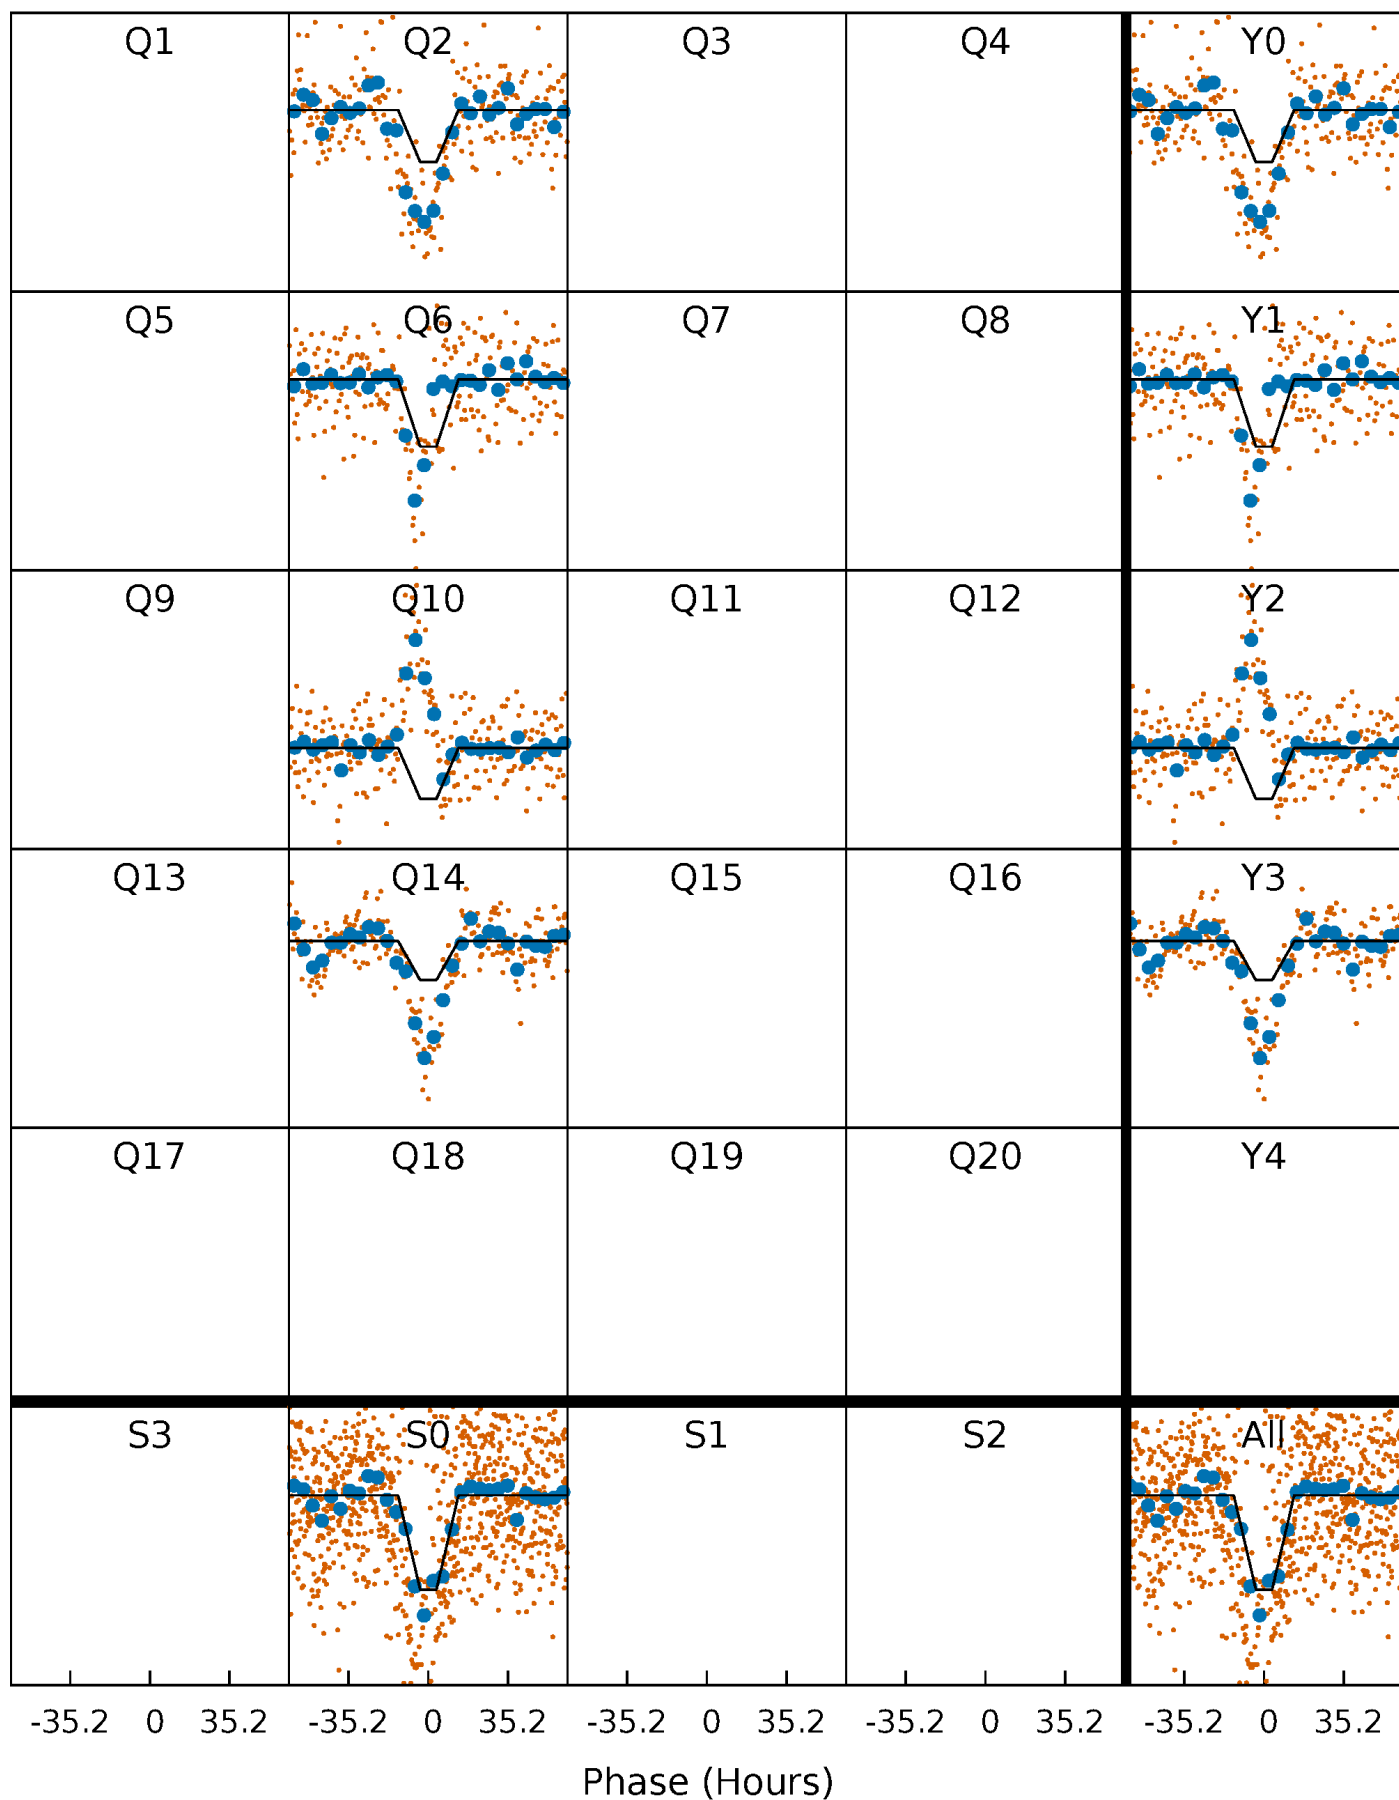 Q1 Q2 Q3 Q4 Y0
Q5 Q6 Q7 Q8 Y1
Q9 Q10 Q11 Q12 Y2
Q13 Q14 Q15 Q16 Y3
Q17 Q18 Q19 Q20 Y4
S3 S0 S1 S2 All
-35.2 0 35.2 -35.2 0 35.2 -35.2 0 35.2 -35.2 0 35.2 -35.2 0 35.2
Phase (Hours)